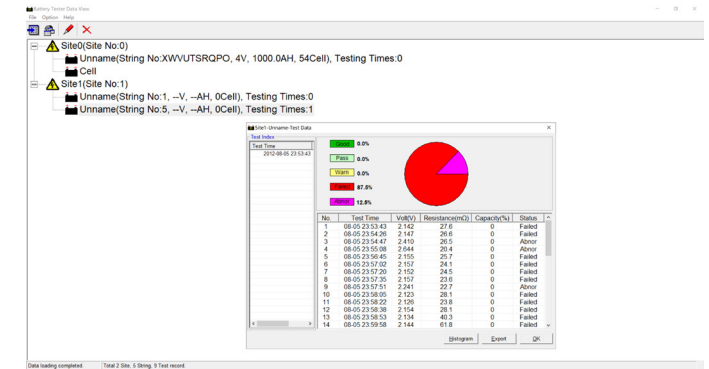 Battery Tester Data View
File Option Help
Site0(Site No:0)
Unname(String No:XWVUTSRQPO, 4V, 1000.0AH, 54Cell), Testing Times:0
Cell
Site1(Site No:1)
Unname(String No:1, --V, --AH, 0Cell), Testing Times:0
Unname(String No:5, --V, --AH, 0Cell), Testing Times:1
Site1-Unname-Test Data
Test Index
Test Time
2012-08-05 23:53:43
Good 0.0%
Pass 0.0%
Warn 0.0%
Failed 87.5%
Abnor 12.5%
No. Test Time Volt(V) Resistance(mΩ) Capacity(%) Status
1 08-05 23:53:43 2.142 27.6 0 Failed
2 08-05 23:54:26 2.147 26.6 0 Failed
3 08-05 23:54:47 2.410 26.5 0 Abnor
4 08-05 23:55:08 2.644 20.4 0 Abnor
5 08-05 23:56:45 2.155 25.7 0 Failed
6 08-05 23:57:02 2.157 24.1 0 Failed
7 08-05 23:57:20 2.152 24.5 0 Failed
8 08-05 23:57:35 2.157 23.6 0 Failed
9 08-05 23:57:51 2.241 22.7 0 Abnor
10 08-05 23:58:05 2.123 28.1 0 Failed
11 08-05 23:58:22 2.126 23.8 0 Failed
12 08-05 23:58:38 2.154 28.1 0 Failed
13 08-05 23:58:53 2.134 40.3 0 Failed
14 08-05 23:59:58 2.144 61.8 0 Failed
Histogram Export OK
Data loading completed. Total 2 Site, 5 String, 9 Test record.